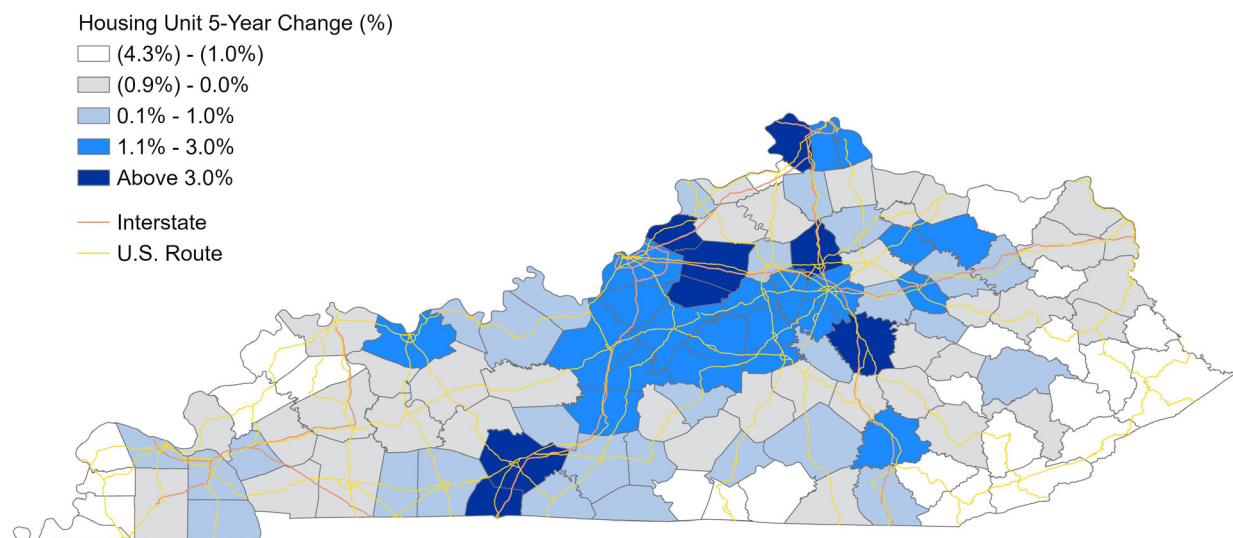 Housing Unit 5-Year Change (%)
(4.3%) - (1.0%)
(0.9%) - 0.0%
0.1% - 1.0%
1.1% - 3.0%
Above 3.0%
Interstate
U.S. Route